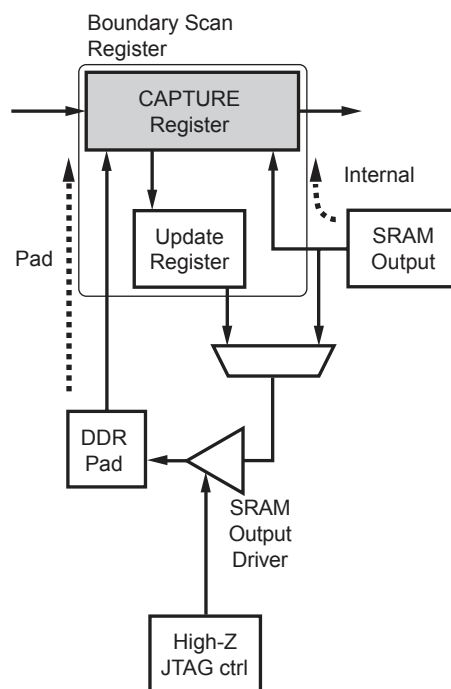 Boundary Scan
Register
CAPTURE
Register
Internal
Update
Register
SRAM
Output
Pad
DDR
Pad
SRAM
Output
Driver
High-Z
JTAG ctrl